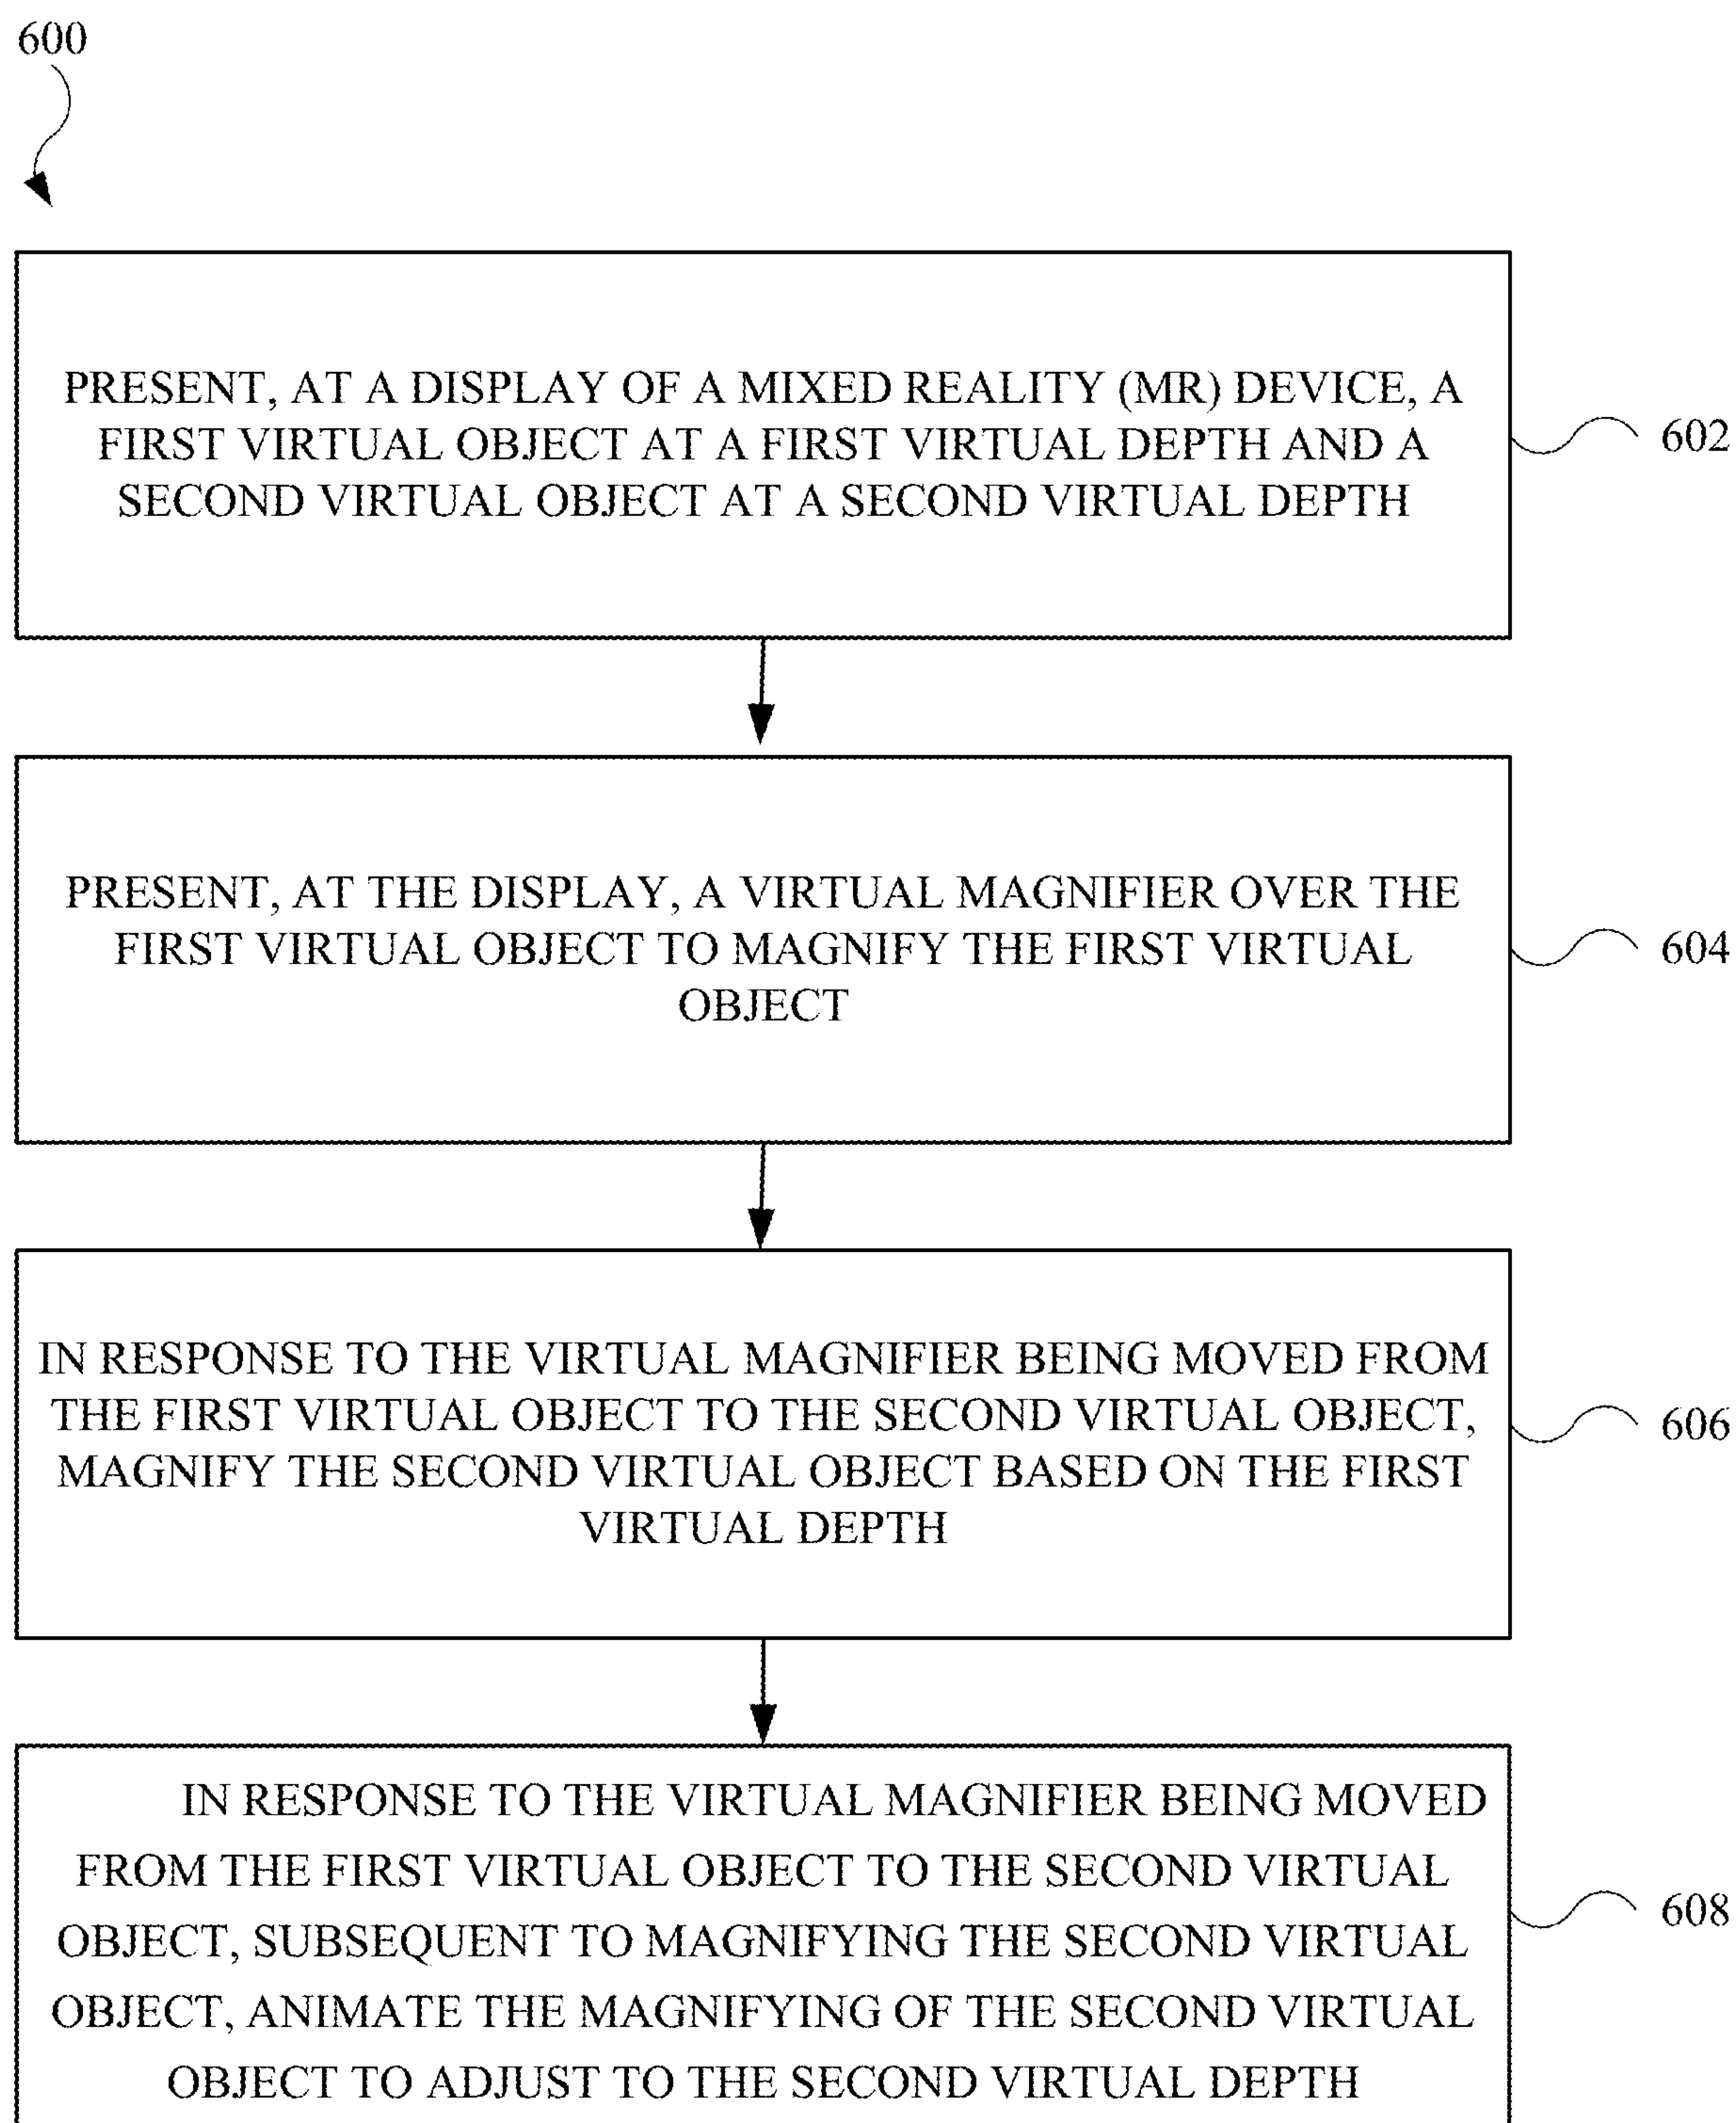 600
PRESENT, AT A DISPLAY OF A MIXED REALITY (MR) DEVICE, A
FIRST VIRTUAL OBJECT AT A FIRST VIRTUAL DEPTH AND A
SECOND VIRTUAL OBJECT AT A SECOND VIRTUAL DEPTH
602
PRESENT, AT THE DISPLAY, A VIRTUAL MAGNIFIER OVER THE
FIRST VIRTUAL OBJECT TO MAGNIFY THE FIRST VIRTUAL
OBJECT
604
IN RESPONSE TO THE VIRTUAL MAGNIFIER BEING MOVED FROM
THE FIRST VIRTUAL OBJECT TO THE SECOND VIRTUAL OBJECT,
MAGNIFY THE SECOND VIRTUAL OBJECT BASED ON THE FIRST
VIRTUAL DEPTH
606
IN RESPONSE TO THE VIRTUAL MAGNIFIER BEING MOVED
FROM THE FIRST VIRTUAL OBJECT TO THE SECOND VIRTUAL
OBJECT, SUBSEQUENT TO MAGNIFYING THE SECOND VIRTUAL
OBJECT, ANIMATE THE MAGNIFYING OF THE SECOND VIRTUAL
OBJECT TO ADJUST TO THE SECOND VIRTUAL DEPTH
608